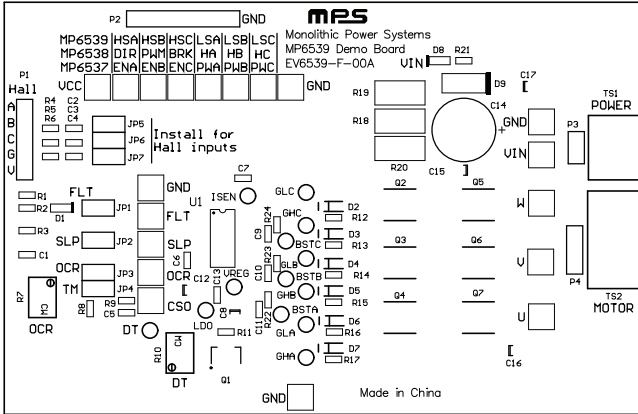 P2 GND
MPS
Monolithic Power Systems
MP6539 Demo Board
EV6539-F-00A
MP6539 HSA HSB HSC LSA LSB LSC
MP6538 DIR PWM BRK HA HB HC
MP6537 ENA ENB ENC PWA PWB PWC
VCC GND
VIN D8 R21
D9 C17
P1
Hall
A
B
C
G
V
R4 C2
R5 C3
R6 C4
JP5
JP6
JP7
Install for
Hall inputs
R19
R18
R20
C14
+
C15
GND
VIN
P3
TS1
POWER
R1
R2
R3
C1
D1
FLT JP1
SLP JP2
OCR JP3
TM JP4
R7 CW
OCR
R8
R9
C5
GND
FLT
SLP
OCR
CSO
DT
R10 CW
DT
U1
ISEN
C7
C6
C12
C13
VREG
LDO
C8
R11
Q1
C9
R24
R23
C10
C11
R22
GLC
GHC
BSTC
GLB
BSTB
GHB
BSTA
GLA
GHA
D2
R12
D3
R13
D4
R14
D5
R15
D6
R16
D7
R17
Q2 Q5
Q3 Q6
Q4 Q7
W
V
U
P4
TS2
MOTOR
C16
GND
Made in China